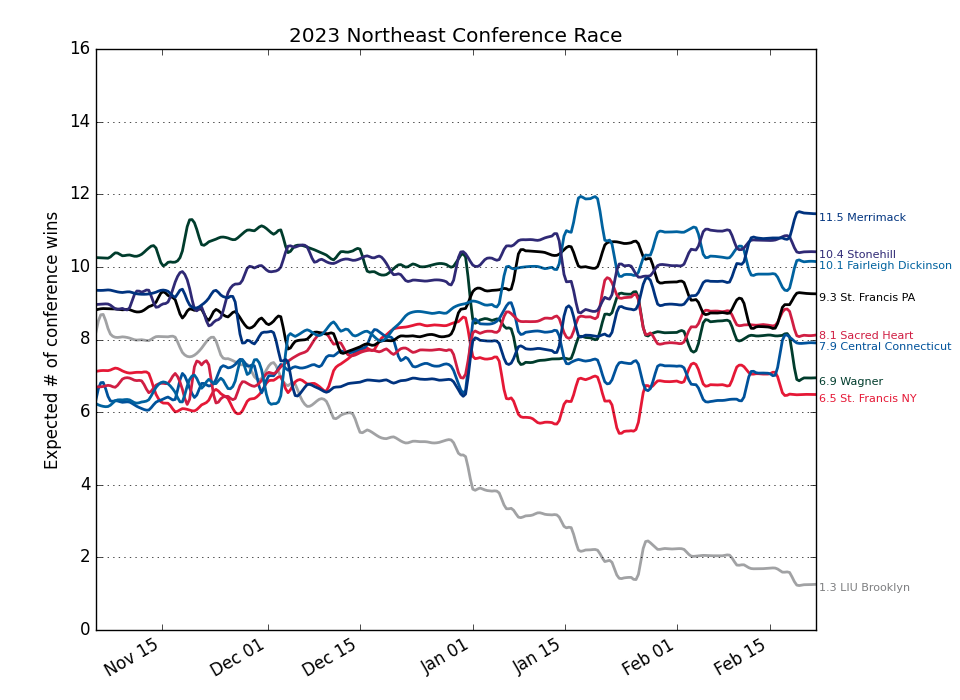 2023 Northeast Conference Race
Expected # of conference wins
16
14
12
10
8
6
4
2
0
Nov 15
Dec 01
Dec 15
Jan 01
Jan 15
Feb 01
Feb 15
11.5 Merrimack
10.4 Stonehill
10.1 Fairleigh Dickinson
9.3 St. Francis PA
8.1 Sacred Heart
7.9 Central Connecticut
6.9 Wagner
6.5 St. Francis NY
1.3 LIU Brooklyn